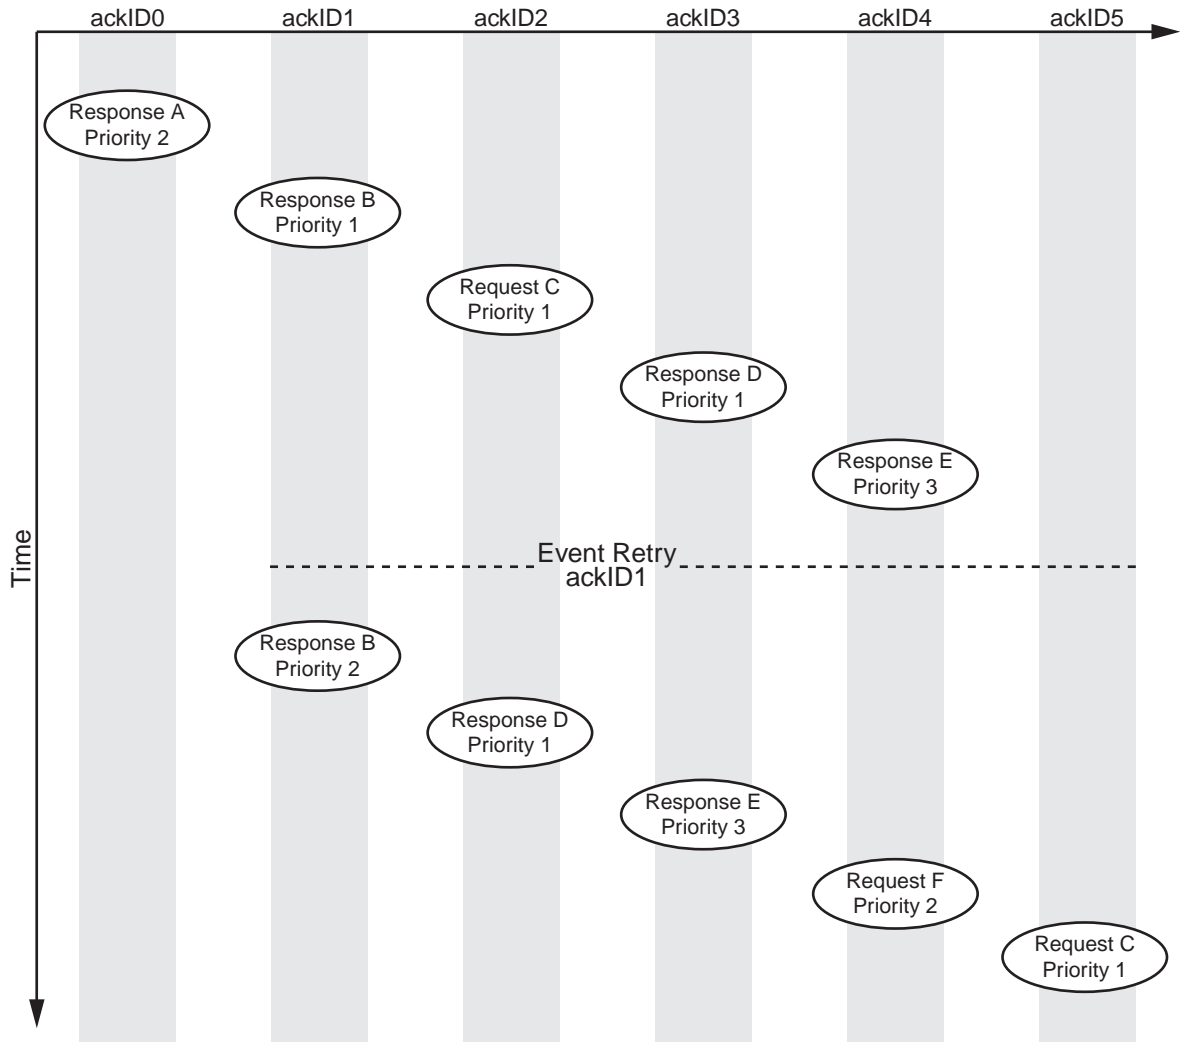 ackID0 ackID1 ackID2 ackID3 ackID4 ackID5
Response A
Priority 2
Response B
Priority 1
Request C
Priority 1
Response D
Priority 1
Response E
Priority 3
Time
Event Retry
ackID1
Response B
Priority 2
Response D
Priority 1
Response E
Priority 3
Request F
Priority 2
Request C
Priority 1